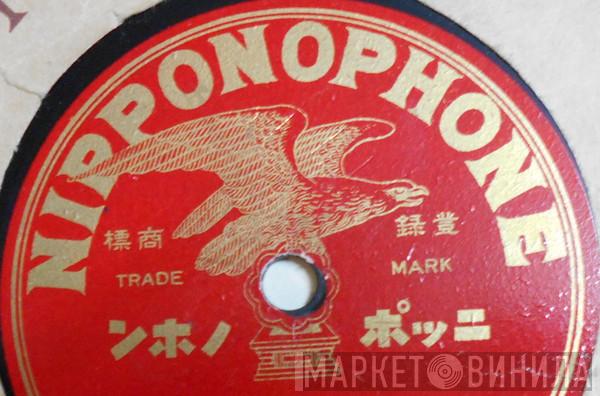 NIPPONOPHONE
登録 商標
TRADE MARK
ニッポノホン
МАРКЕТ ВИНИЛА